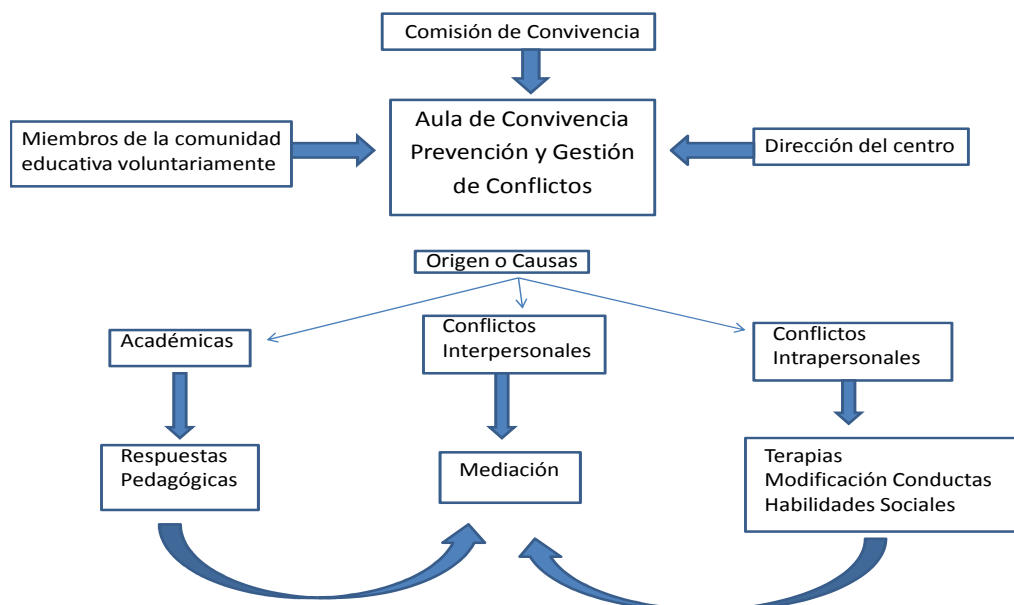 Comisión de Convivencia
Miembros de la comunidad
educativa voluntariamente
Aula de Convivencia
Prevención y Gestión
de Conflictos
Dirección del centro
Origen o Causas
Académicas
Conflictos
Interpersonales
Conflictos
Intrapersonales
Respuestas
Pedagógicas
Mediación
Terapias
Modificación Conductas
Habilidades Sociales